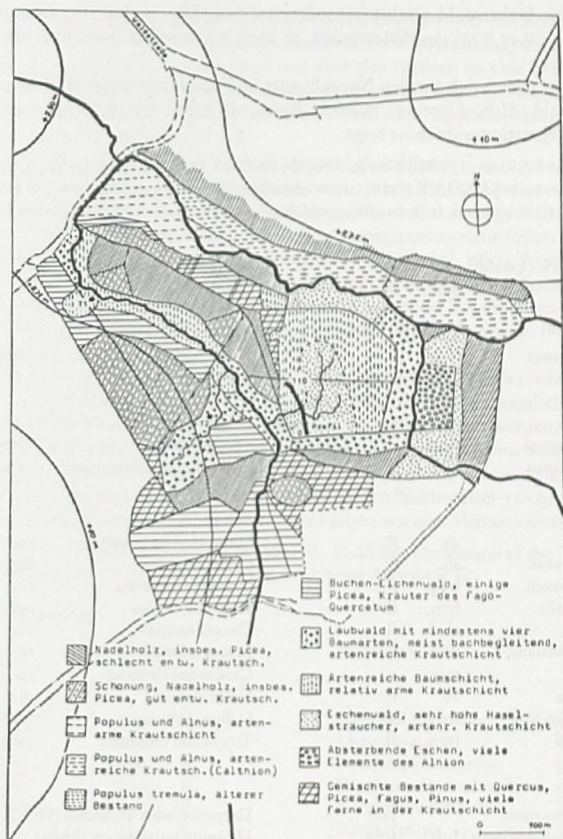 110
Nadelholz, insbes. Picea,
schlecht entw. Krautsch.
Schonung, Nadelholz, insbes.
Picea, gut entw. Krautsch.
Populus und Alnus, arten-
arme Krautschicht
Populus und Alnus, arten-
reiche Krautsch.(Calthion)
Populus tremula, älterer
Bestand
Buchen-Eichenwald, einige
Picea, Kräuter des Fago-
Quercetum
Laubwald mit mindestens vier
Baumarten, meist bachbegleitend,
artenreiche Krautschicht
Artenreiche Baumschicht,
relativ arme Krautschicht
Eschenwald, sehr hohe Hasel-
sträucher, artenr. Krautschicht
Absterbende Eschen, viele
Elemente des Alnion
Gemischte Bestände mit Quercus,
Picea, Fagus, Pinus, viele
Farne in der Krautschicht
0 100 m